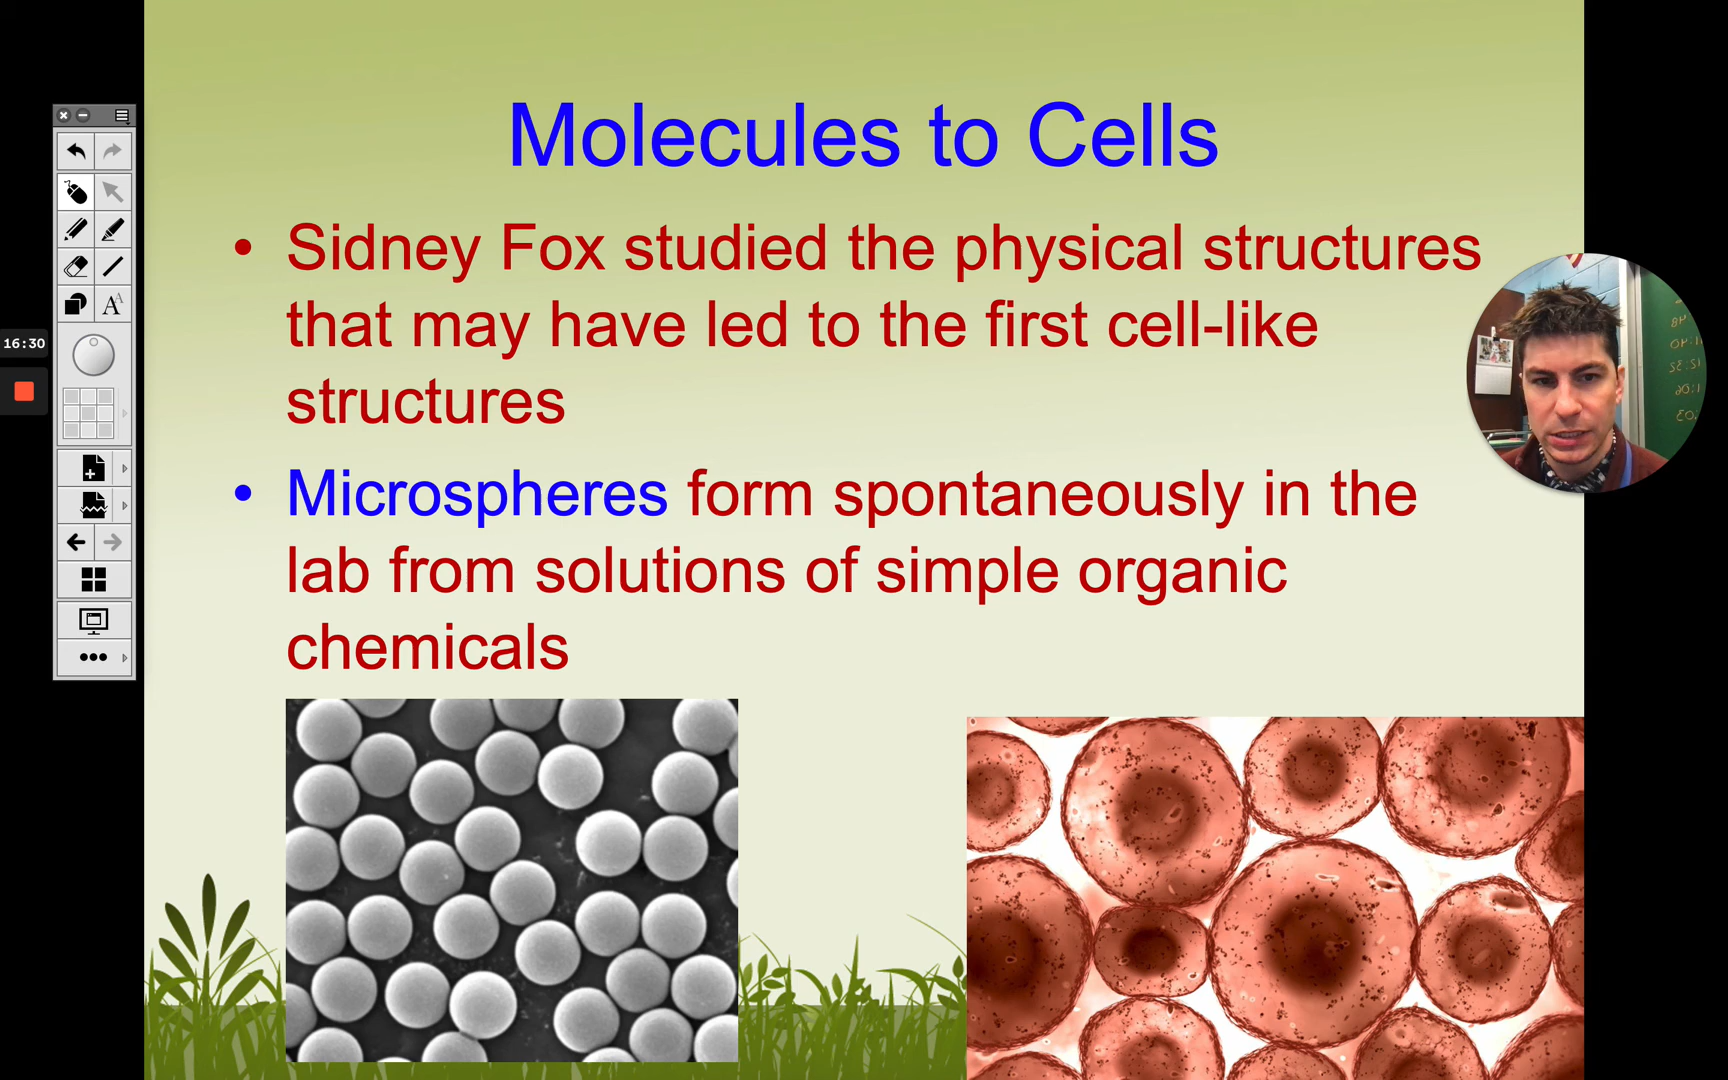 Molecules to Cells
• Sidney Fox studied the physical structures
that may have led to the first cell-like
structures
• Microspheres form spontaneously in the
lab from solutions of simple organic
chemicals
16:30